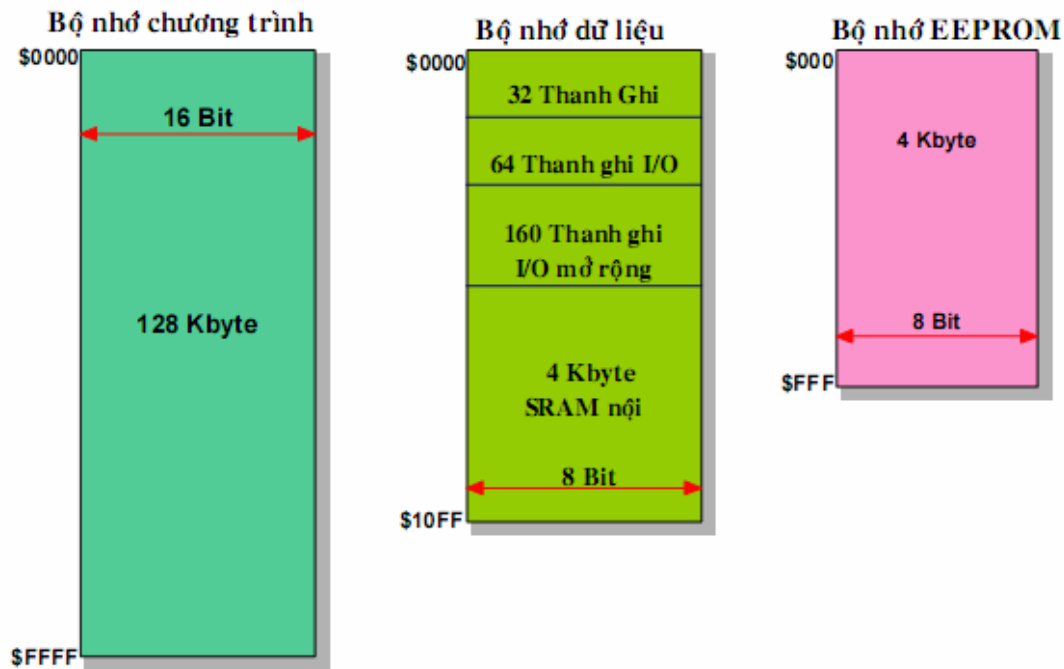 Bộ nhớ chương trình
$0000
16 Bit
128 Kbyte
$FFFF
Bộ nhớ dữ liệu
$0000
32 Thanh Ghi
64 Thanh ghi I/O
160 Thanh ghi
I/O mở rộng
4 Kbyte
SRAM nội
8 Bit
$10FF
Bộ nhớ EEPROM
$000
4 Kbyte
8 Bit
$FFF